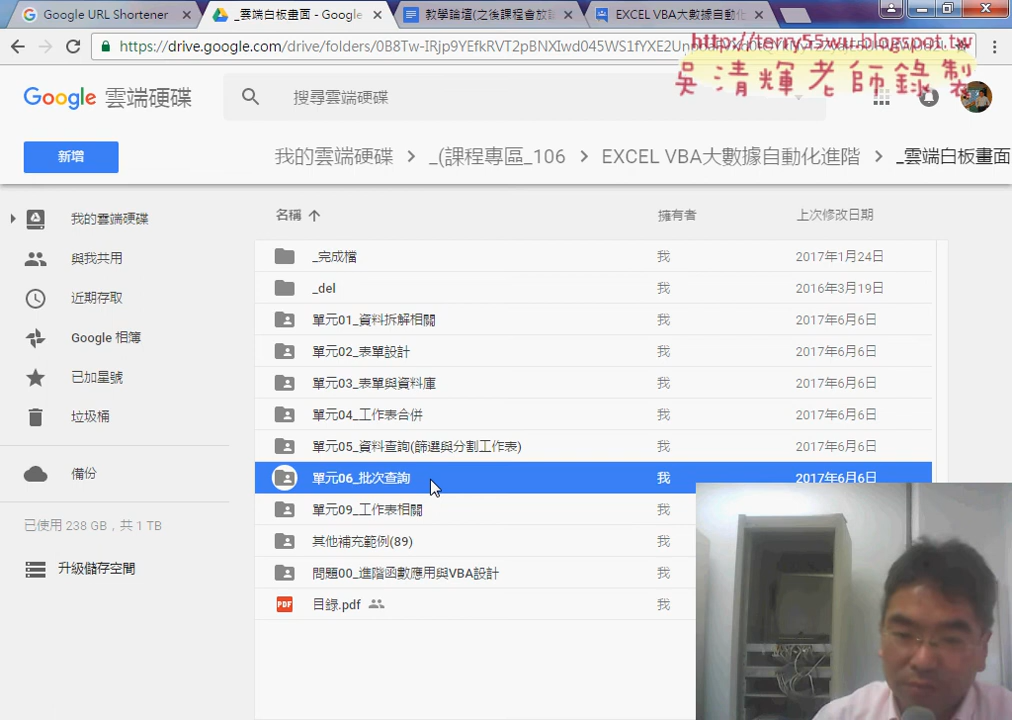 Google URL Shortener
_雲端白板畫面 - Google
教學論壇(之後課程會放
EXCEL VBA大數據自動化
https://drive.google.com/drive/folders/0B8Tw-IRjp9YEfkRVT2pBNXIwd045WS1fYXE2U
http://terry55wu.blogspot.tw
吳清輝老師錄製
Google 雲端硬碟
搜尋雲端硬碟
新增
我的雲端硬碟 > _(課程專區_106 > EXCEL VBA大數據自動化進階 > _雲端白板畫面
名稱 擁有者 上次修改日期
我的雲端硬碟
與我共用
近期存取
Google 相簿
已加星號
垃圾桶
備份
已使用 238 GB，共 1 TB
升級儲存空間
_完成檔 我 2017年1月24日
_del 我 2016年3月19日
單元01_資料拆解相關 我 2017年6月6日
單元02_表單設計 我 2017年6月6日
單元03_表單與資料庫 我 2017年6月6日
單元04_工作表合併 我 2017年6月6日
單元05_資料查詢(篩選與分割工作表) 我 2017年6月6日
單元06_批次查詢 我 2017年6月6日
單元09_工作表相關 我
其他補充範例(89) 我
問題00_進階函數應用與VBA設計 我
PDF 目錄.pdf 我